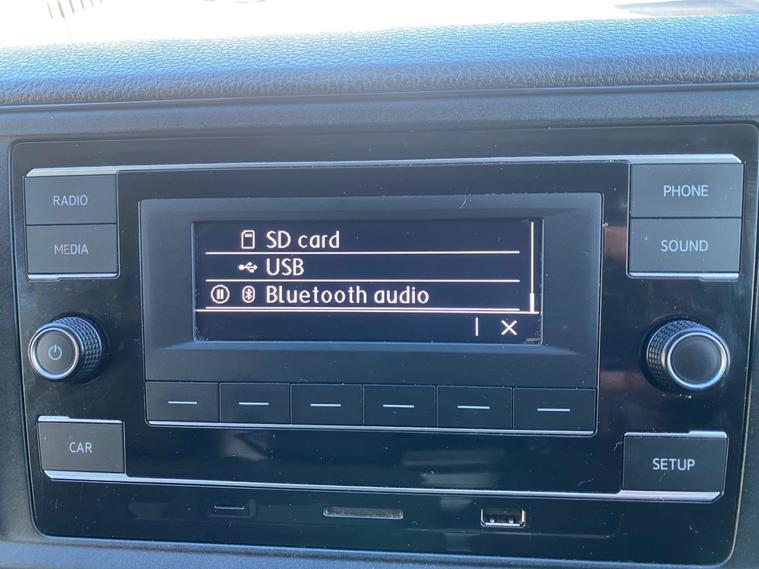 RADIO
MEDIA
SD card
USB
Bluetooth audio
PHONE
SOUND
CAR
SETUP